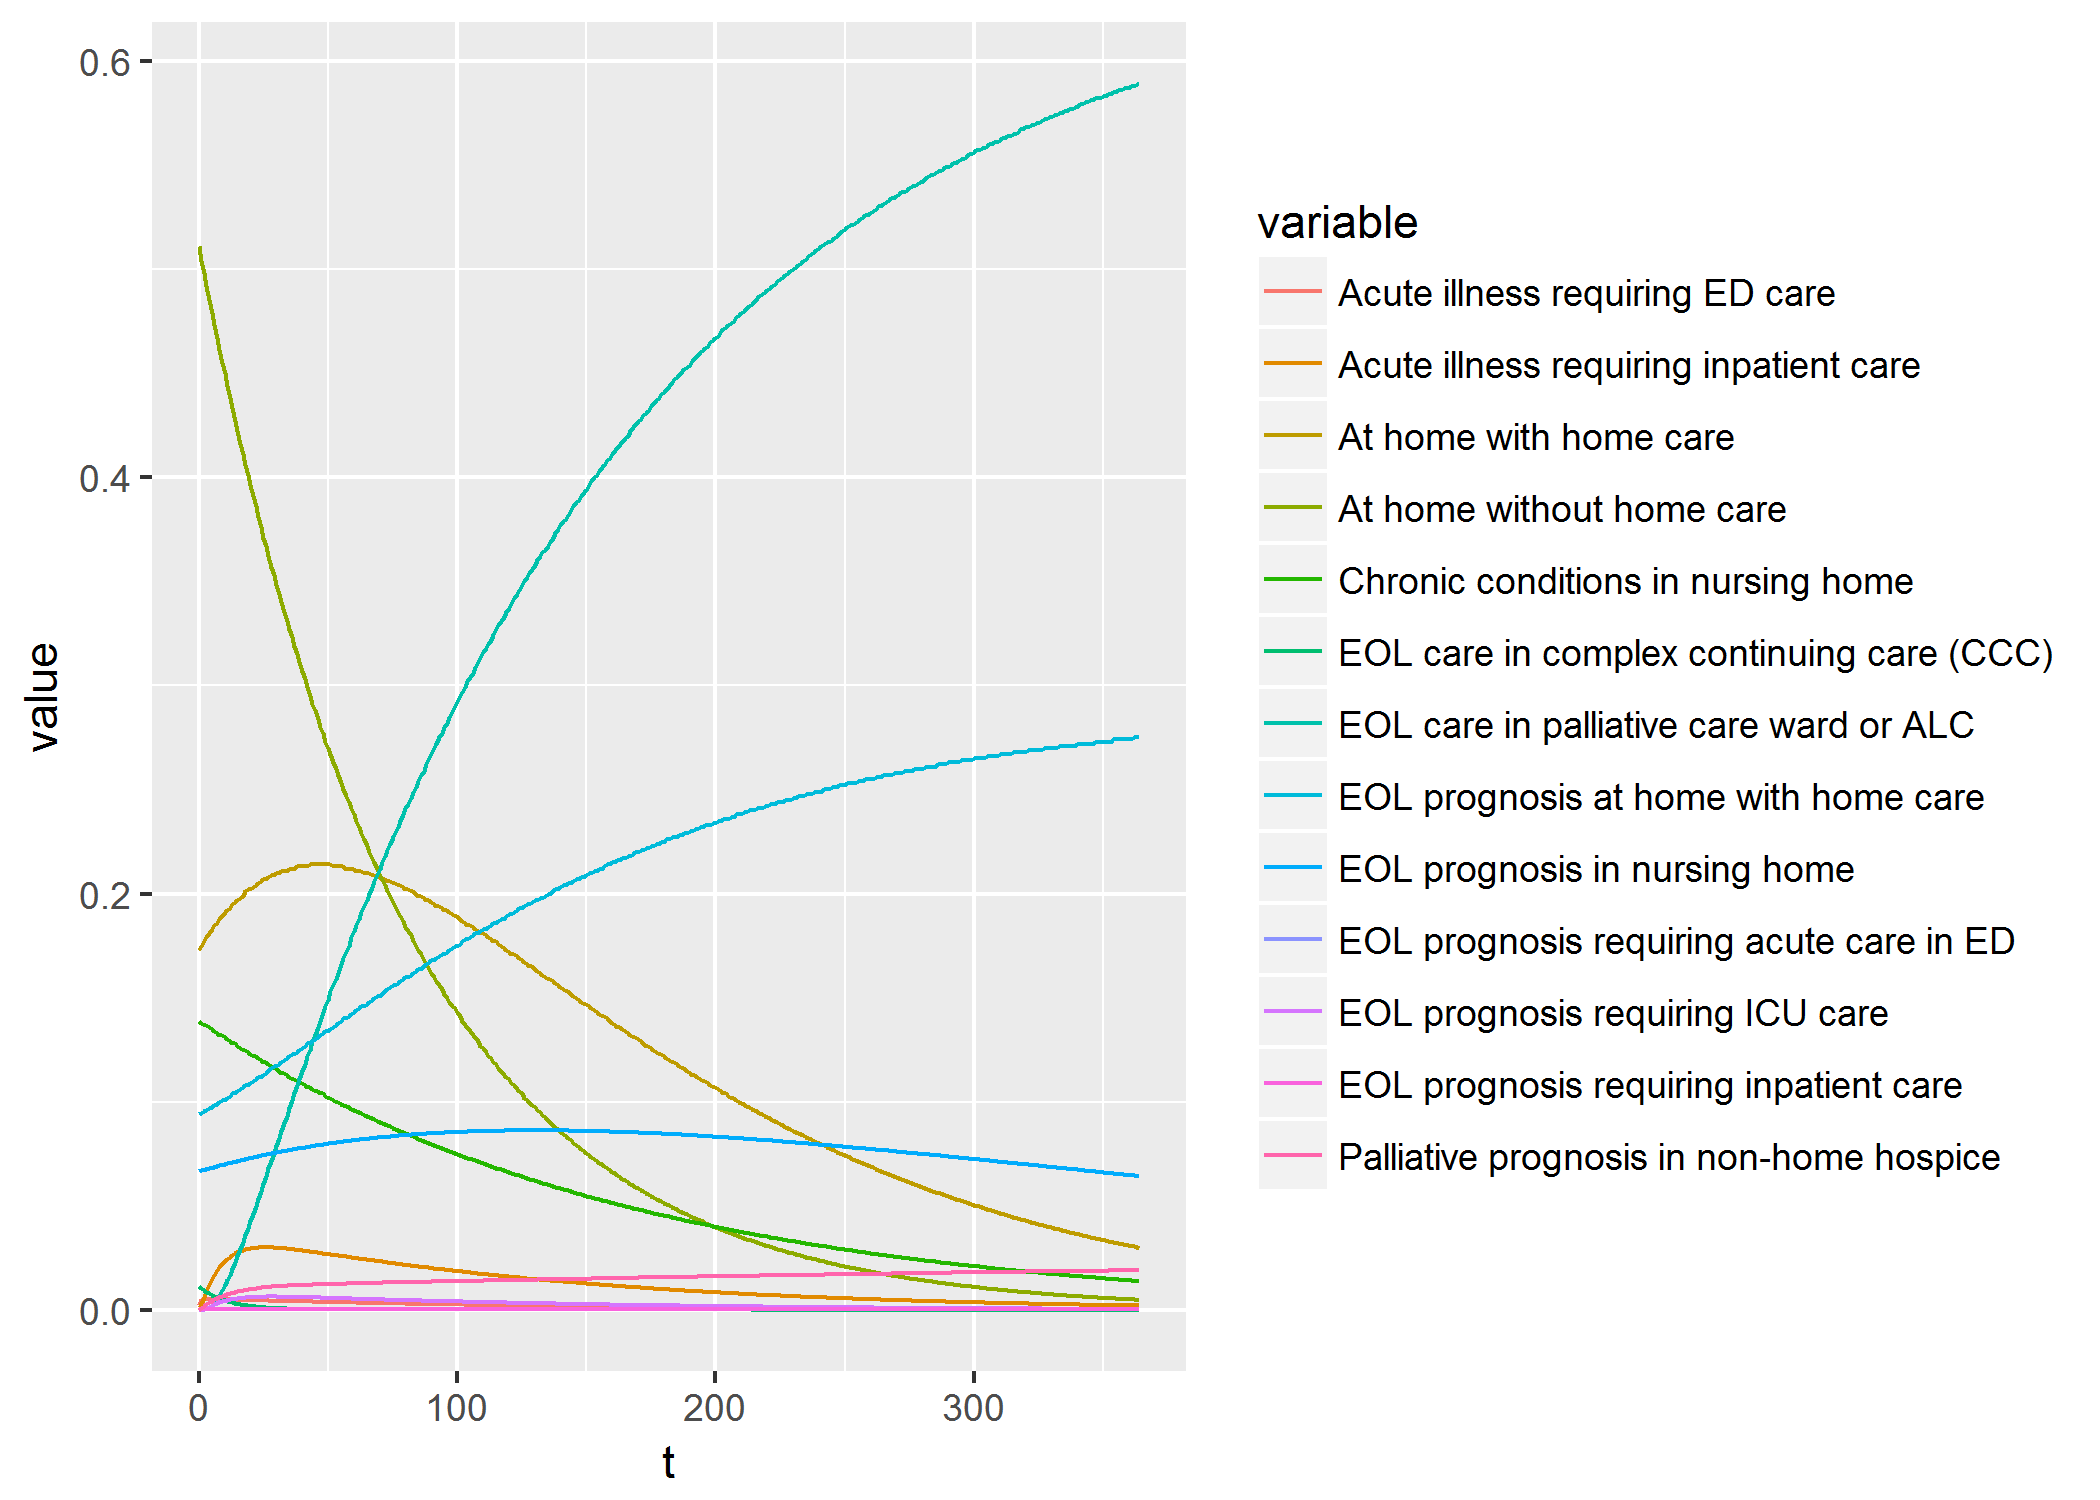 0.6
0.4
0.2
0.0
value
0
100
200
300
t
variable
Acute illness requiring ED care
Acute illness requiring inpatient care
At home with home care
At home without home care
Chronic conditions in nursing home
EOL care in complex continuing care (CCC)
EOL care in palliative care ward or ALC
EOL prognosis at home with home care
EOL prognosis in nursing home
EOL prognosis requiring acute care in ED
EOL prognosis requiring ICU care
EOL prognosis requiring inpatient care
Palliative prognosis in non-home hospice